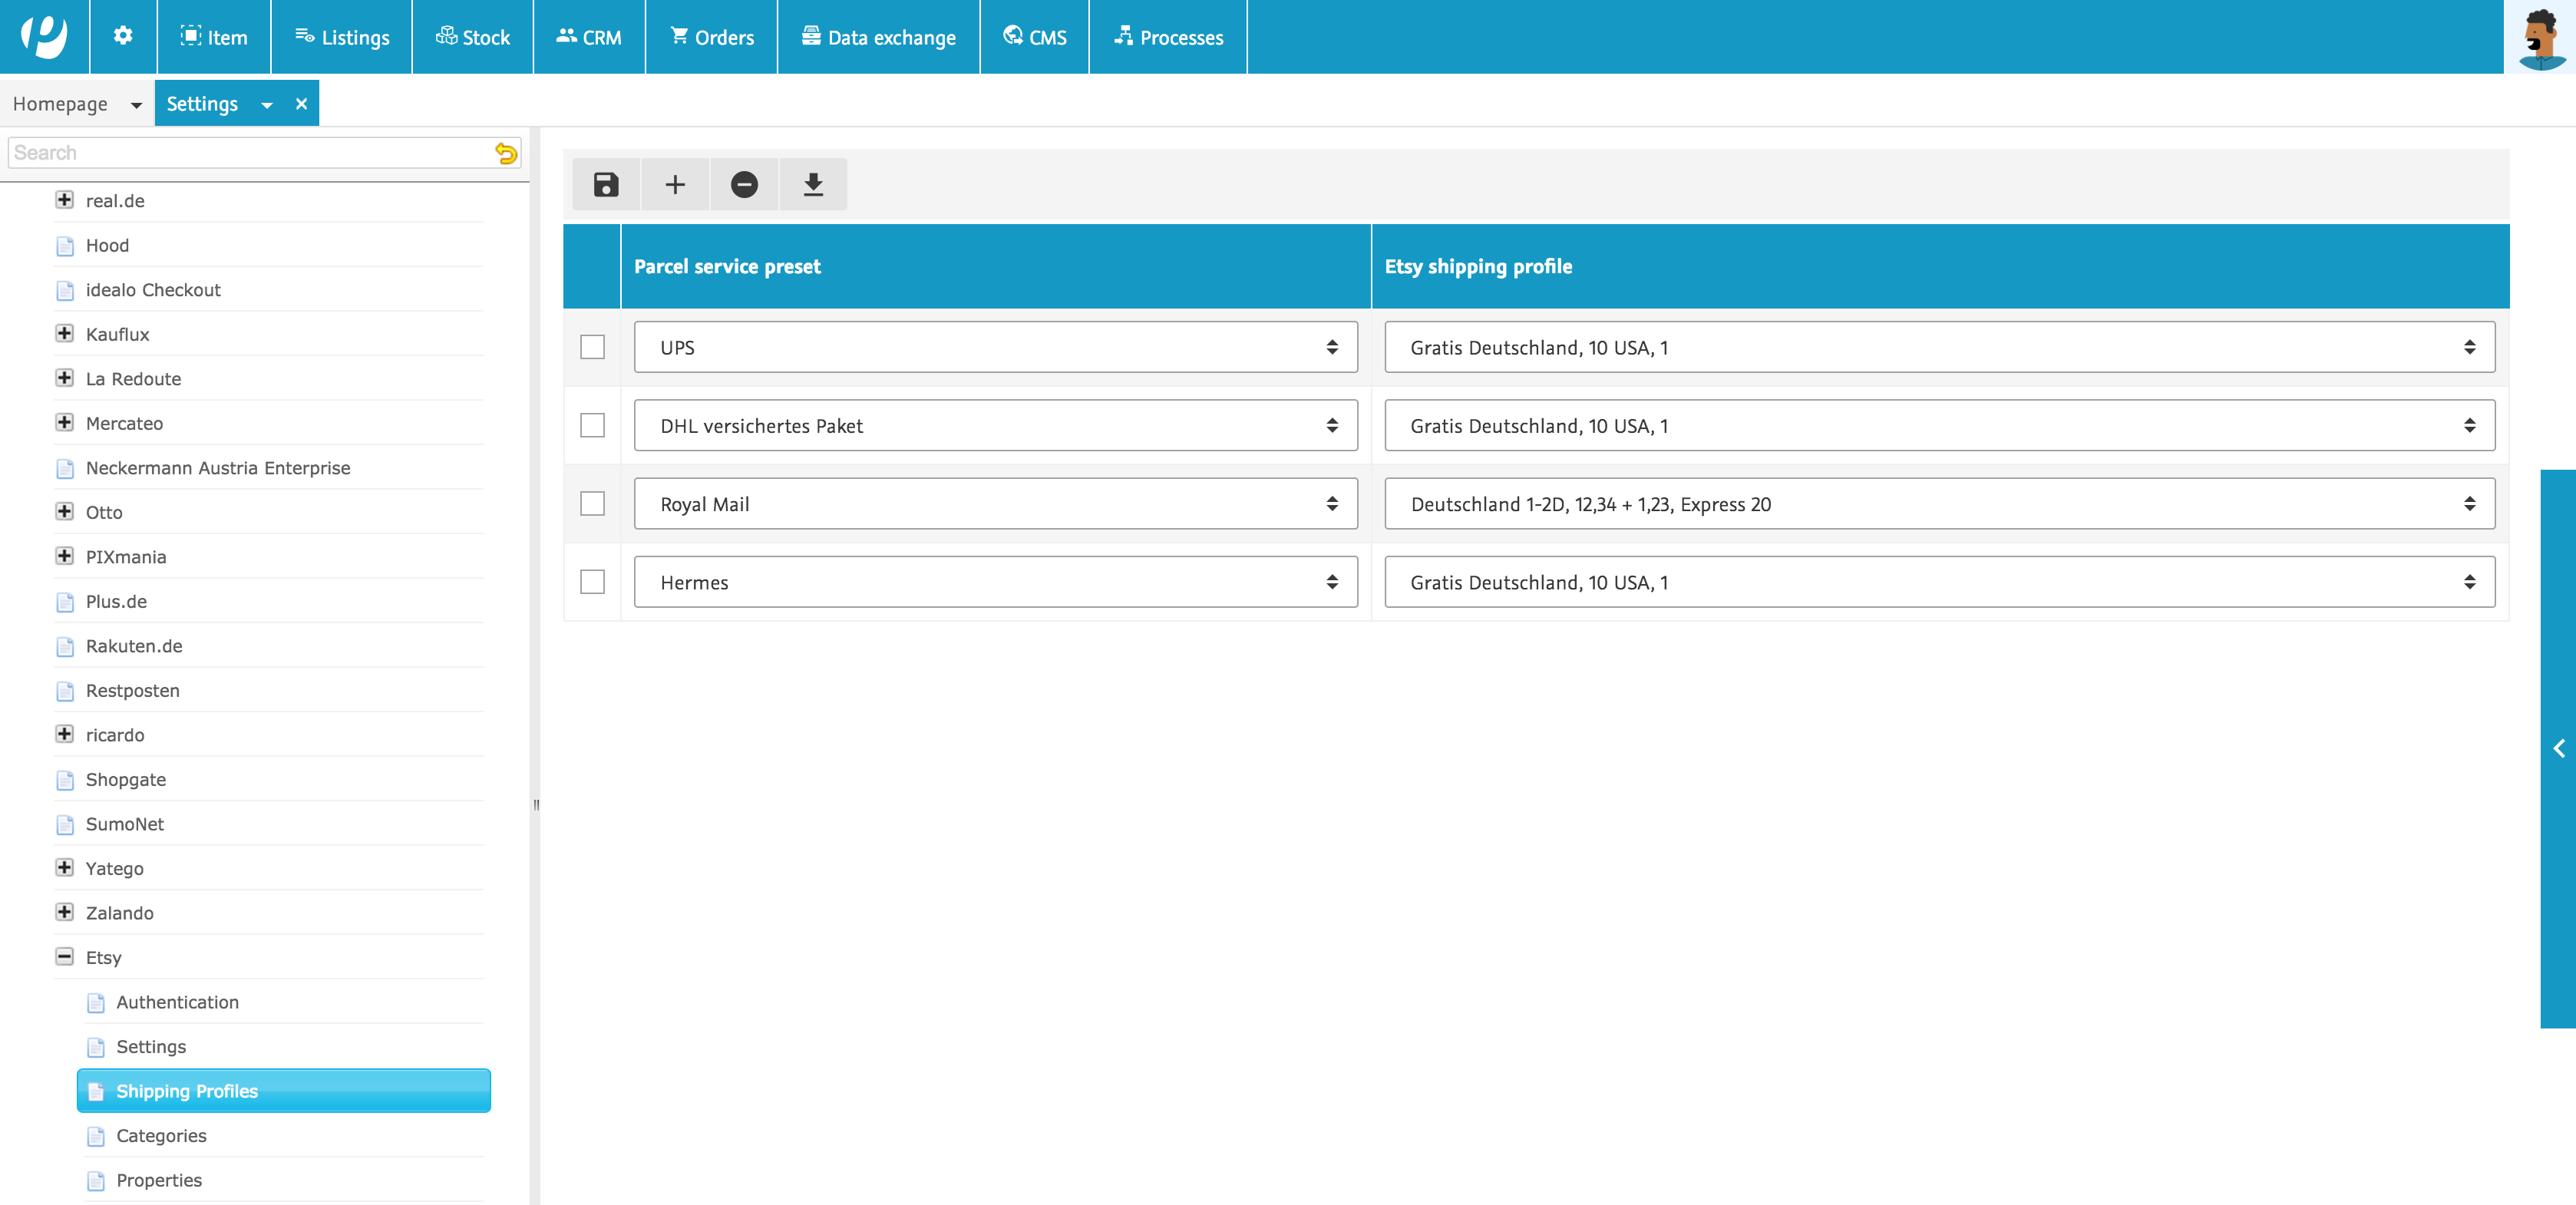 Item
Listings
Stock
CRM
Orders
Data exchange
CMS
Processes
Homepage
Settings
Search
real.de
Hood
idealo Checkout
Kauflux
La Redoute
Mercateo
Neckermann Austria Enterprise
Otto
PIXmania
Plus.de
Rakuten.de
Restposten
ricardo
Shopgate
SumoNet
Yatego
Zalando
Etsy
Authentication
Settings
Shipping Profiles
Categories
Properties
Parcel service preset
Etsy shipping profile
UPS
Gratis Deutschland, 10 USA, 1
DHL versichertes Paket
Gratis Deutschland, 10 USA, 1
Royal Mail
Deutschland 1-2D, 12,34 + 1,23, Express 20
Hermes
Gratis Deutschland, 10 USA, 1